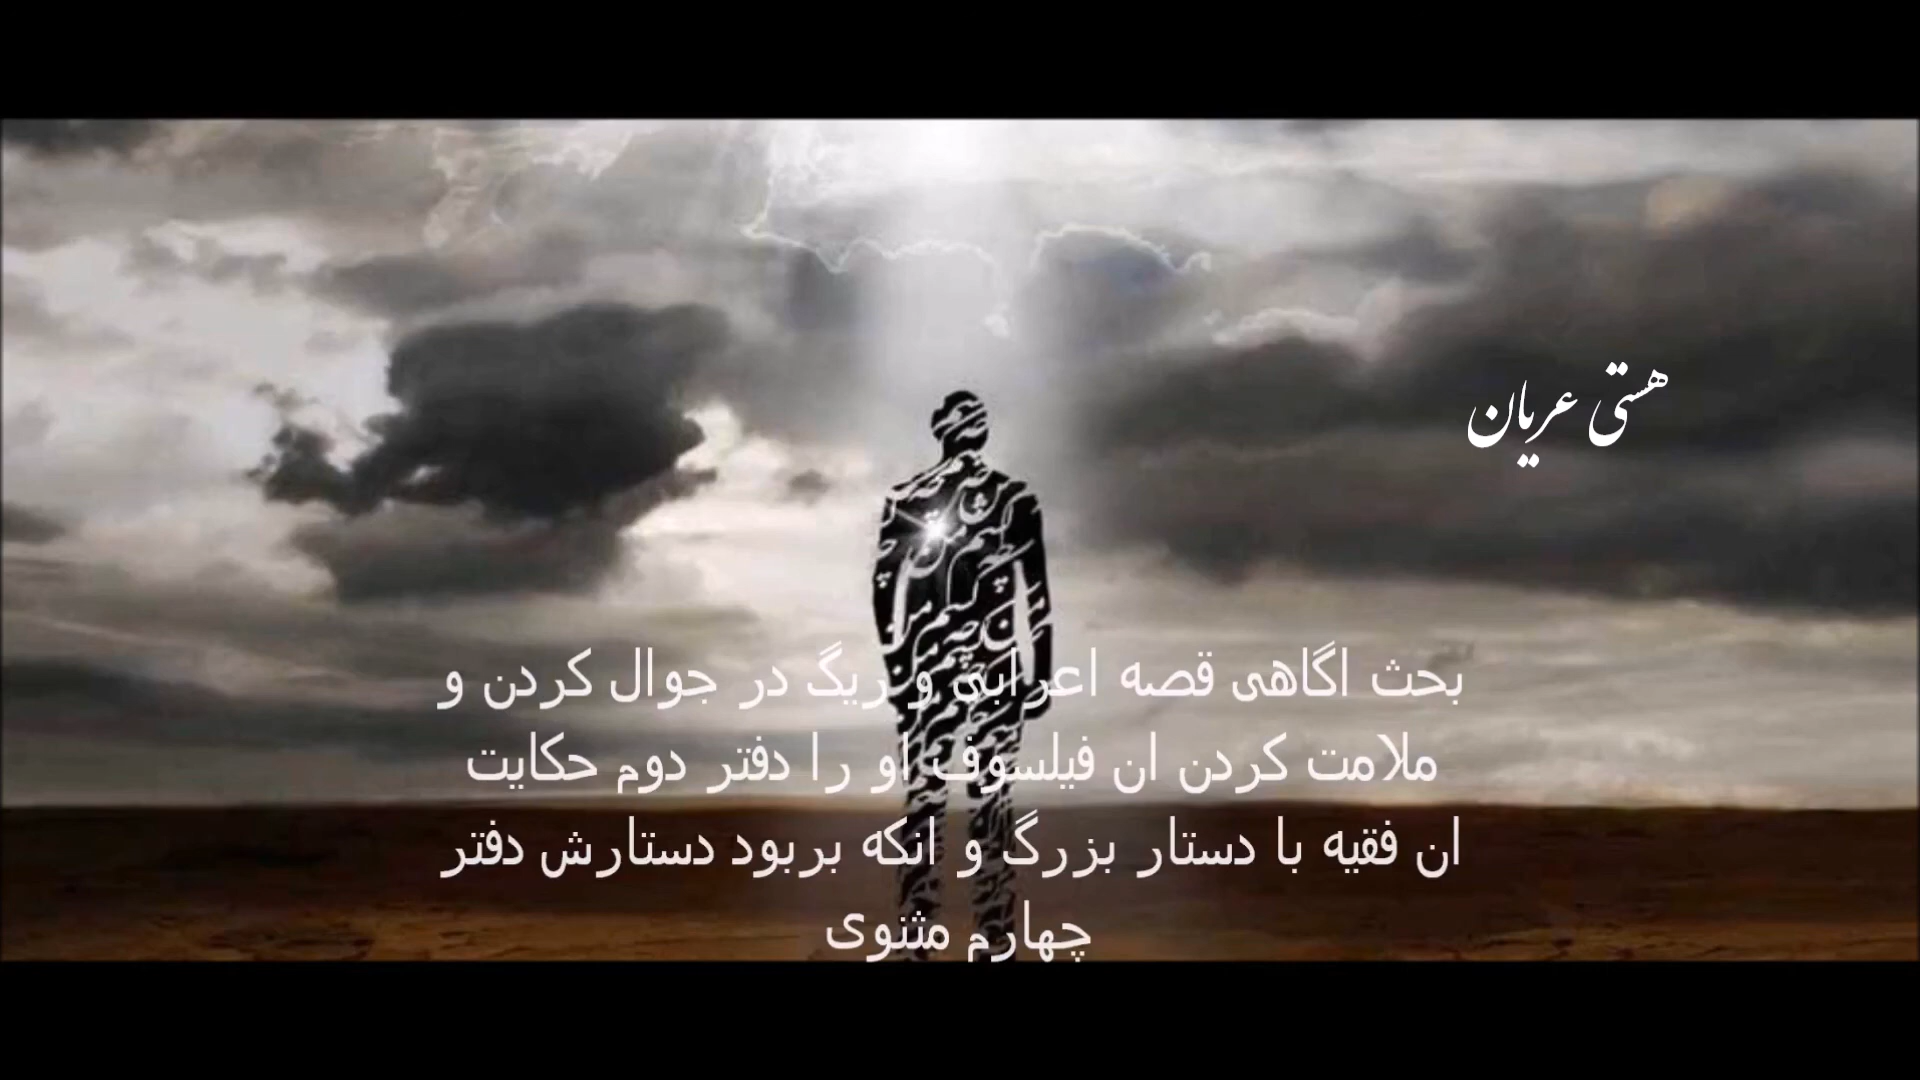 هستی عریان
بحث اگاهی قصه اعرابی و ریگ در جوال کردن و
ملامت کردن ان فیلسوف او را دفتر دوم حکایت
ان فقیه با دستار بزرگ و انکه بربود دستارش دفتر
چهارم مثنوی